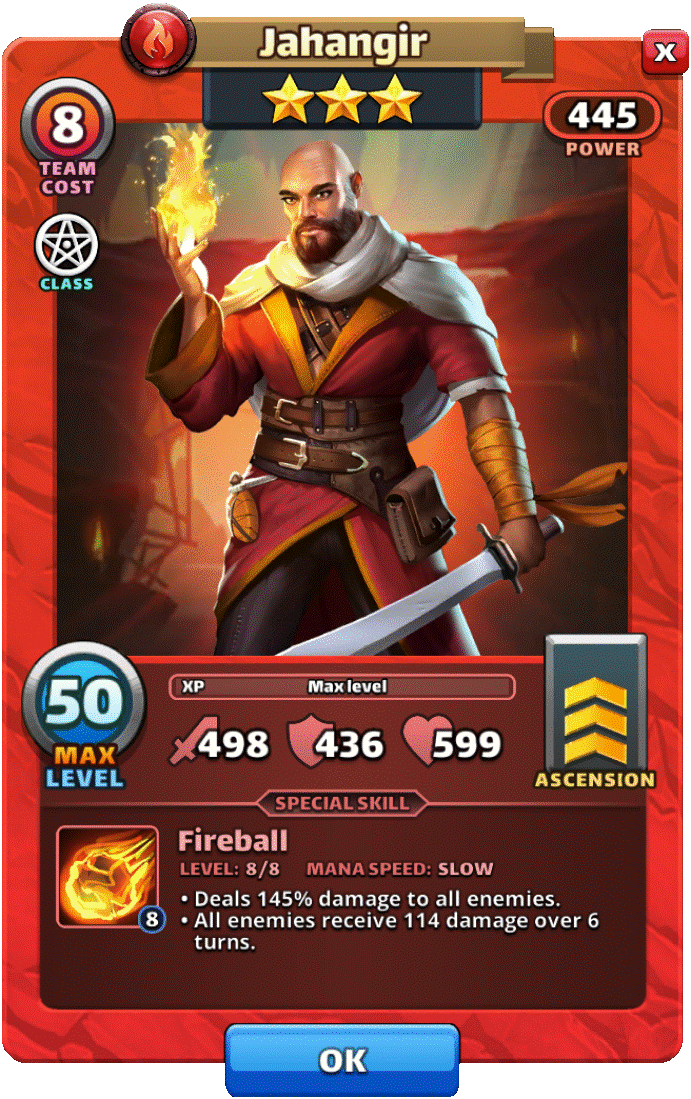 Jahangir
X
8
TEAM
COST
445
POWER
CLASS
50
MAX
LEVEL
XP Max level
498 436 599
ASCENSION
SPECIAL SKILL
Fireball
LEVEL: 8/8 MANA SPEED: SLOW
8
• Deals 145% damage to all enemies.
• All enemies receive 114 damage over 6
turns.
OK